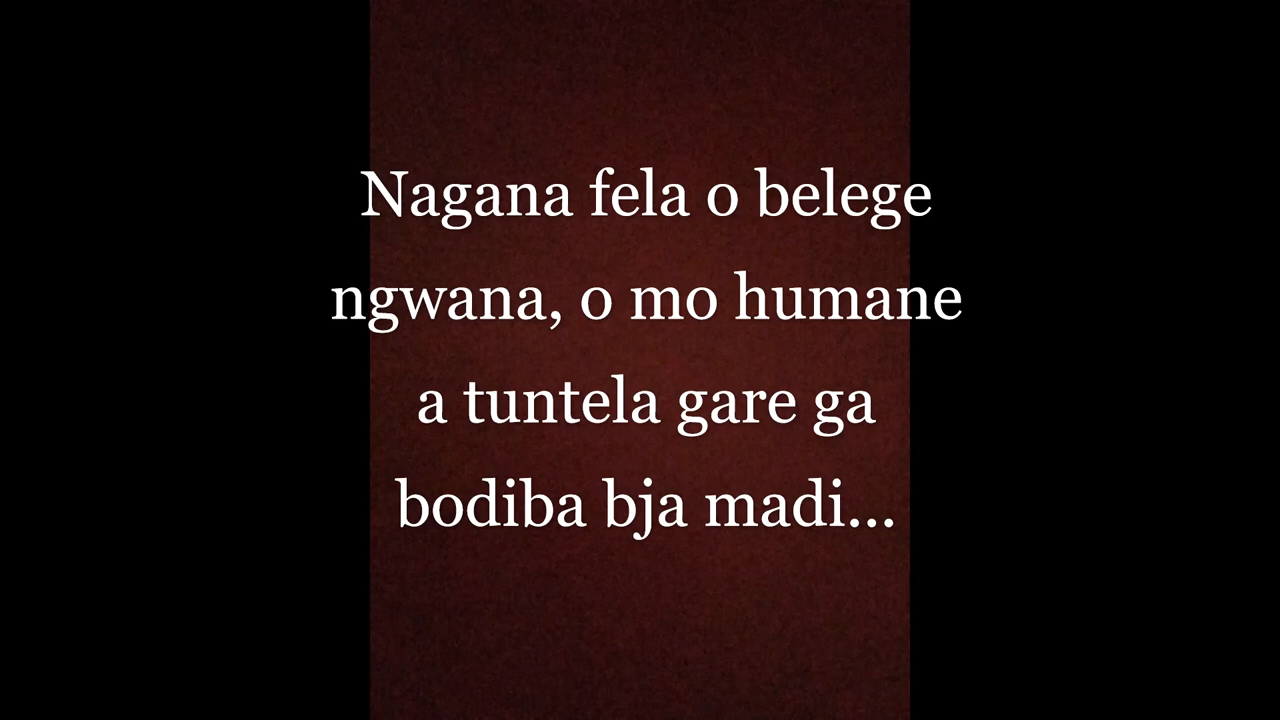 Nagana fela o belege
ngwana, o mo humane
a tuntela gare ga
bodiba bja madi...